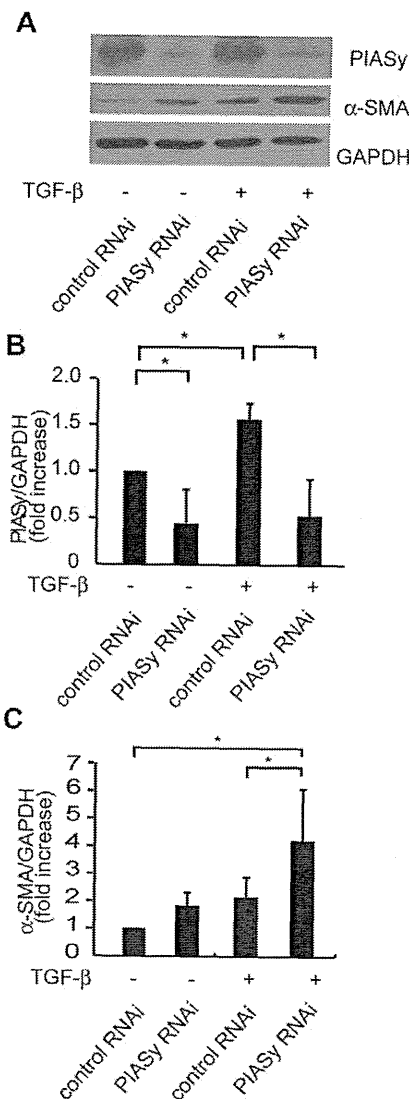 A
PIASy
α-SMA
GAPDH
TGF-β - - + +
control RNAi PIASy RNAi control RNAi PIASy RNAi
B
* * *
PIASy/GAPDH
(fold increase)
2.0
1.5
1.0
0.5
0
TGF-β - - + +
control RNAi PIASy RNAi control RNAi PIASy RNAi
C
* *
α-SMA/GAPDH
(fold increase)
7
6
5
4
3
2
1
0
TGF-β - - + +
control RNAi PIASy RNAi control RNAi PIASy RNAi